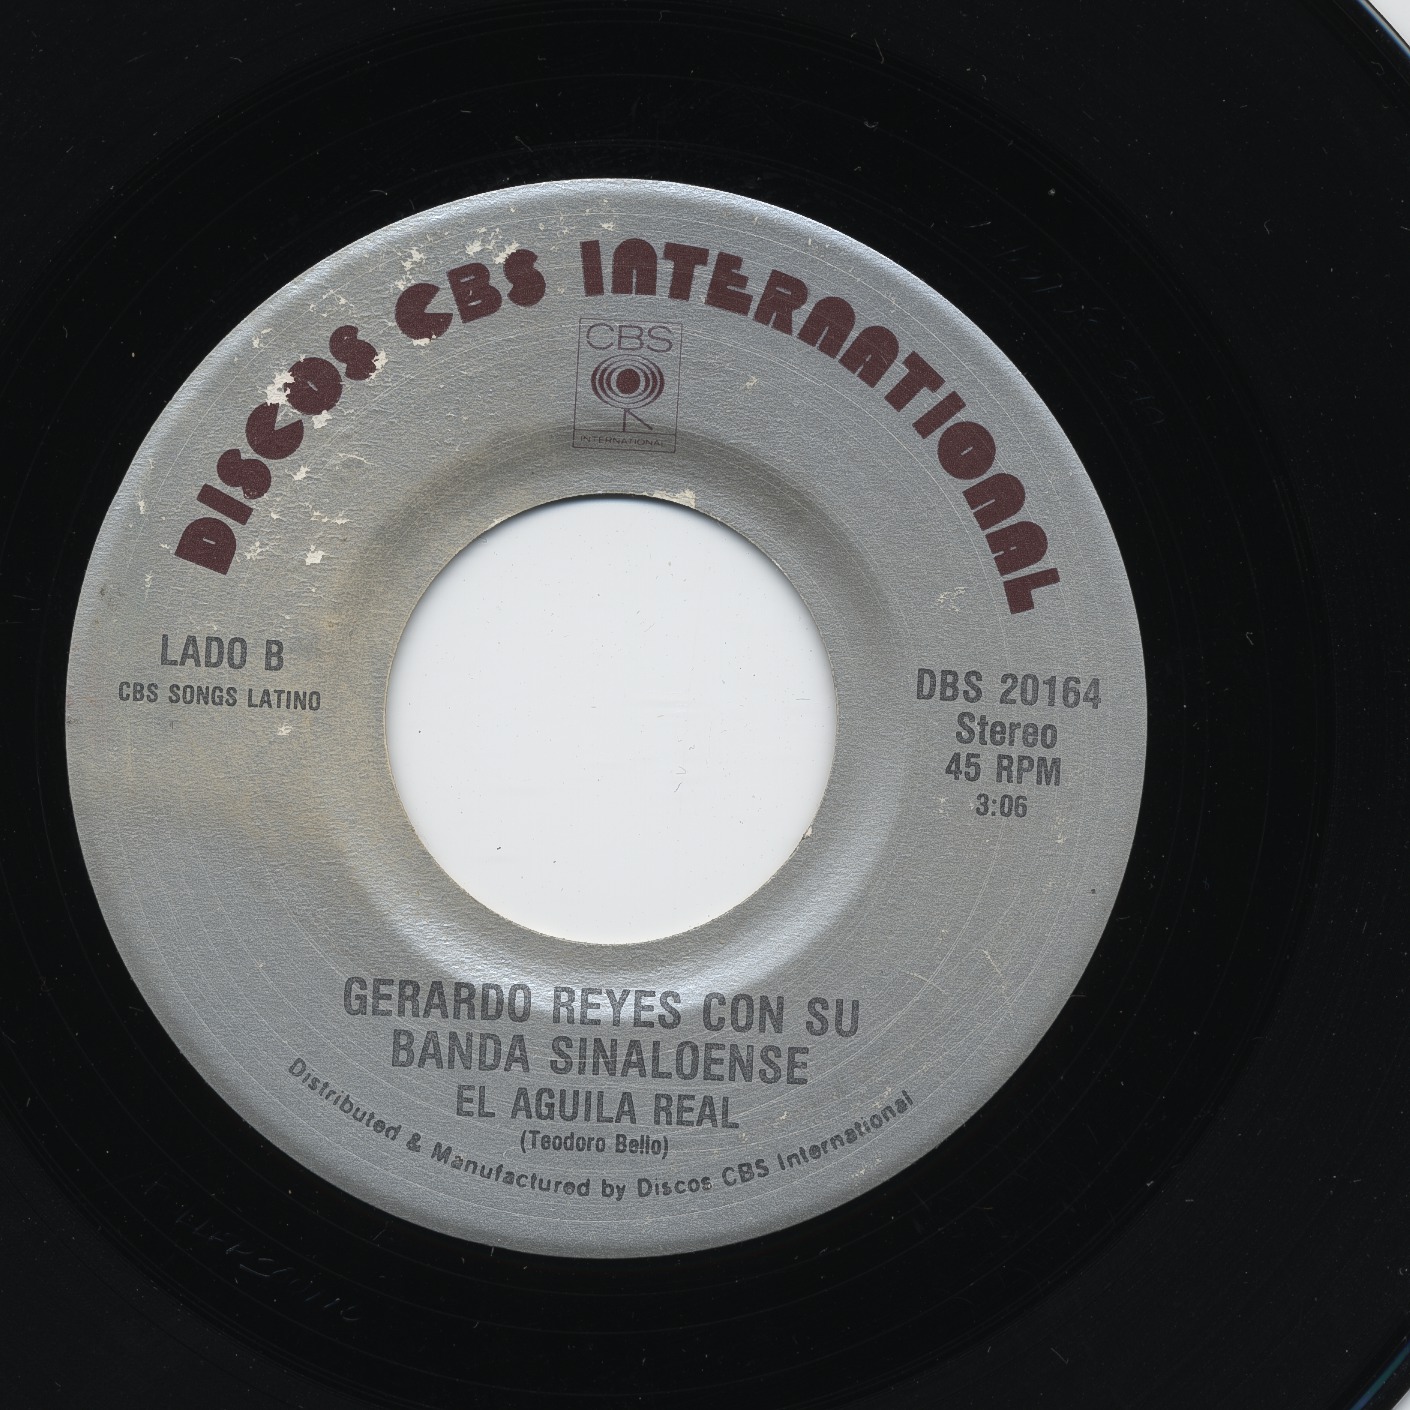 DISCOS CBS INTERNATIONAL
CBS
INTERNATIONAL
LADO B
CBS SONGS LATINO
DBS 20164
Stereo
45 RPM
3:06
GERARDO REYES CON SU
BANDA SINALOENSE
EL AGUILA REAL
(Teodoro Bello)
Distributed & Manufactured by Discos CBS International